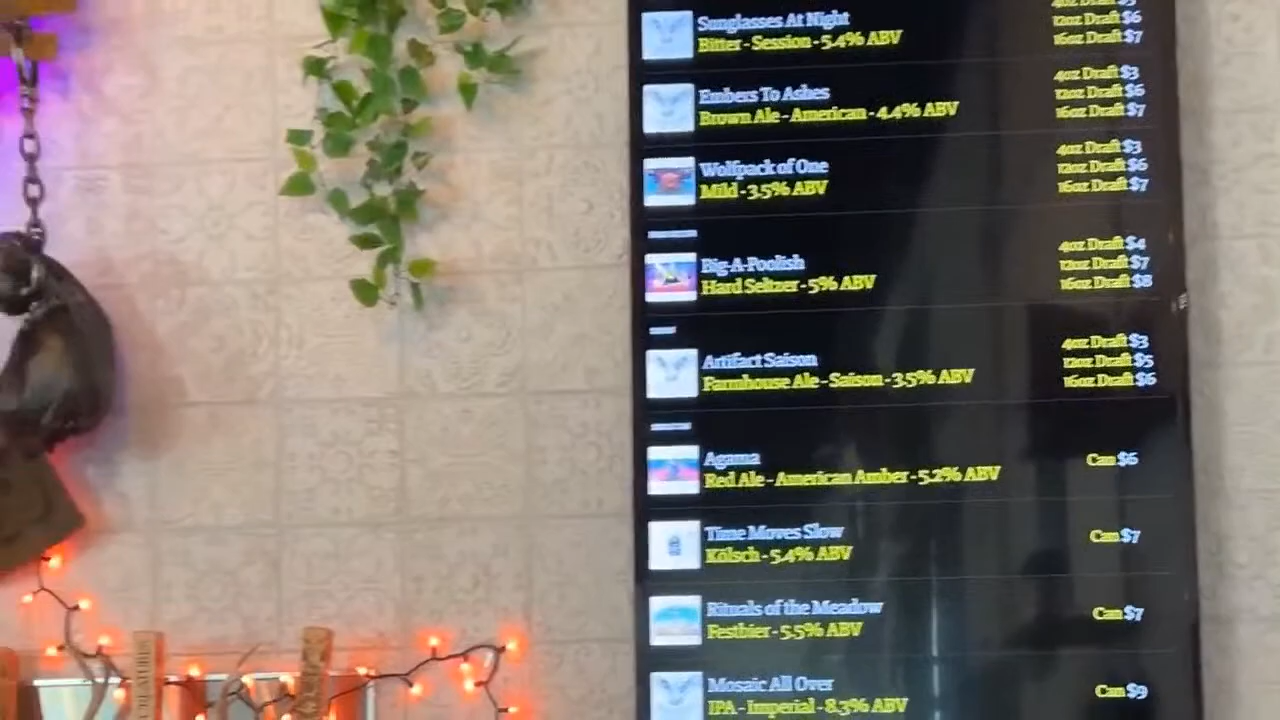 Sunglasses At Night
Bitter - Session - 5.4% ABV
12oz Draft $6
16oz Draft $7
Embers To Ashes
Brown Ale - American - 4.4% ABV
4oz Draft $3
12oz Draft $6
16oz Draft $7
Wolfpack of One
Mild - 3.5% ABV
4oz Draft $3
12oz Draft $6
16oz Draft $7
Big-A-Foolish
Hard Seltzer - 5% ABV
4oz Draft $4
12oz Draft $7
16oz Draft $8
Artifact Saison
Farmhouse Ale - Saison - 3.5% ABV
4oz Draft $3
12oz Draft $5
16oz Draft $6
Red Ale - American Amber - 5.2% ABV
Can $6
Time Moves Slow
Kölsch - 5.4% ABV
Can $7
Rituals of the Meadow
Festbier - 5.5% ABV
Can $7
Mosaic All Over
IPA - Imperial - 8.3% ABV
Can $9